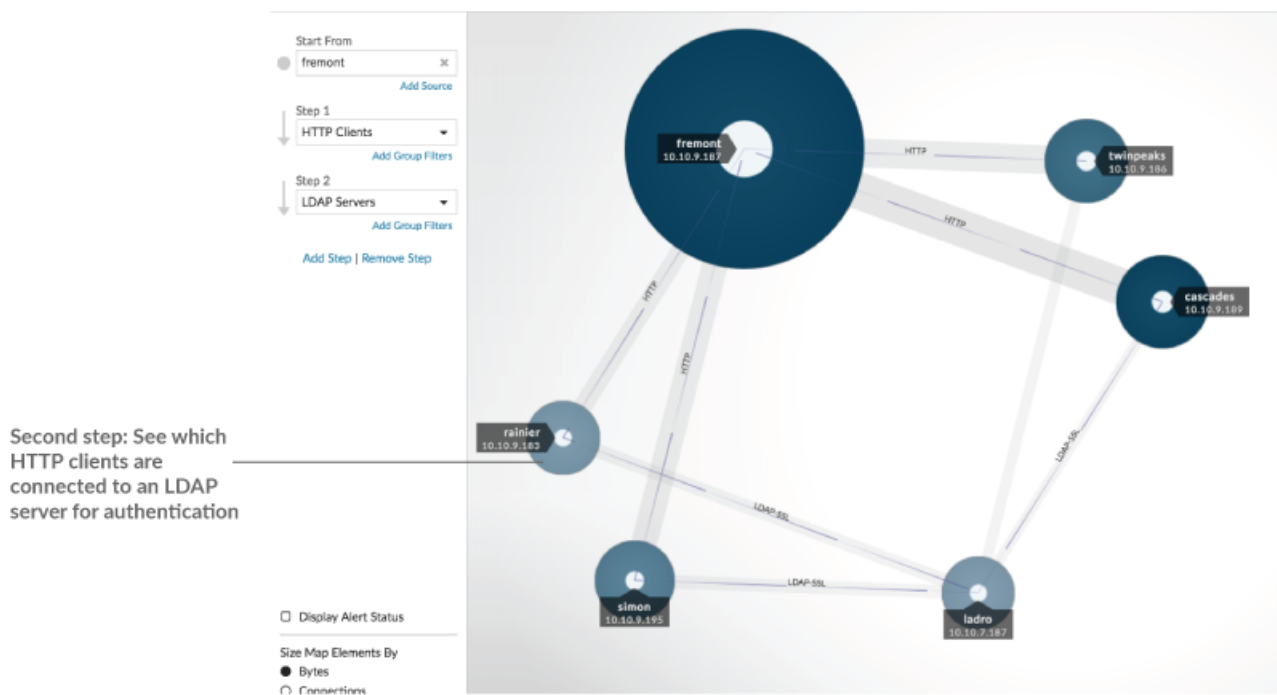 Start From
fremont
Add Source
Step 1
HTTP Clients
Add Group Filters
Step 2
LDAP Servers
Add Group Filters
Add Step | Remove Step
fremont
10.10.9.187
HTTP
twinpeaks
10.10.9.186
HTTP
cascades
10.10.9.189
HTTP
HTTP
rainier
10.10.9.183
LDAP-SSL
LDAP-SSL
LDAP-SSL
simon
10.10.9.195
ladro
10.10.7.187
Second step: See which
HTTP clients are
connected to an LDAP
server for authentication
Display Alert Status
Size Map Elements By
Bytes
Connections